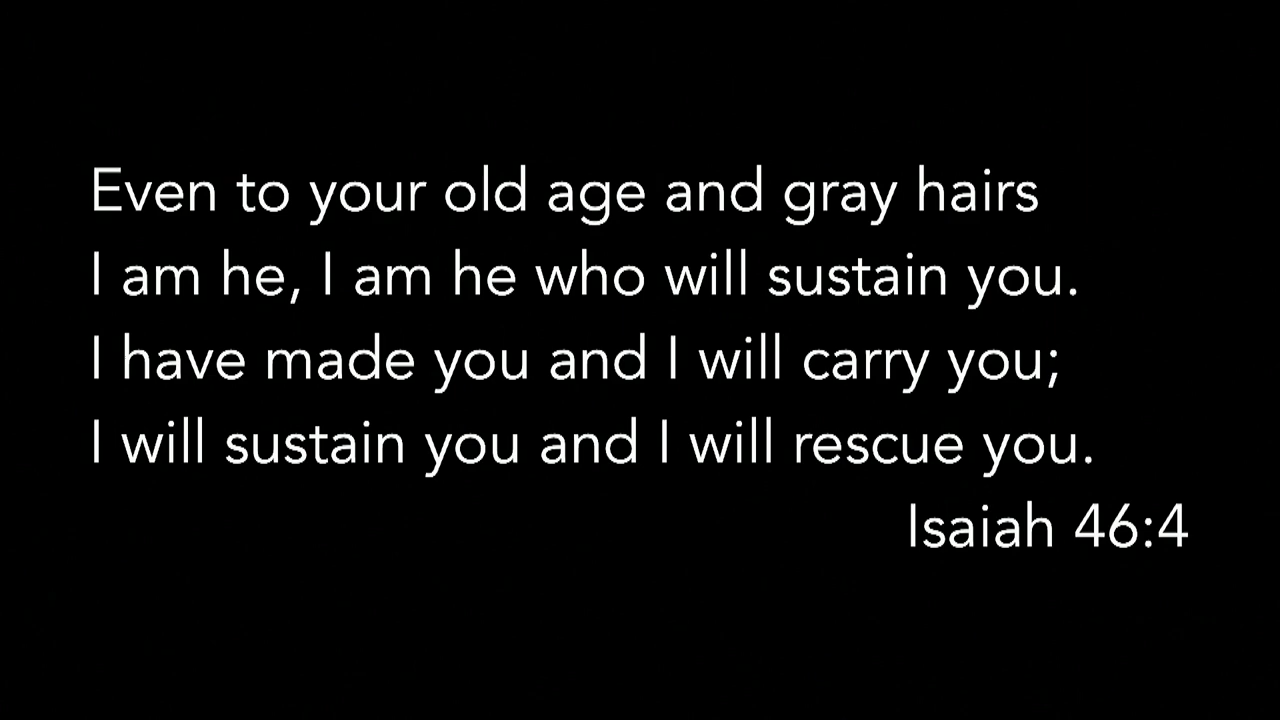 Even to your old age and gray hairs
I am he, I am he who will sustain you.
I have made you and I will carry you;
I will sustain you and I will rescue you.
Isaiah 46:4